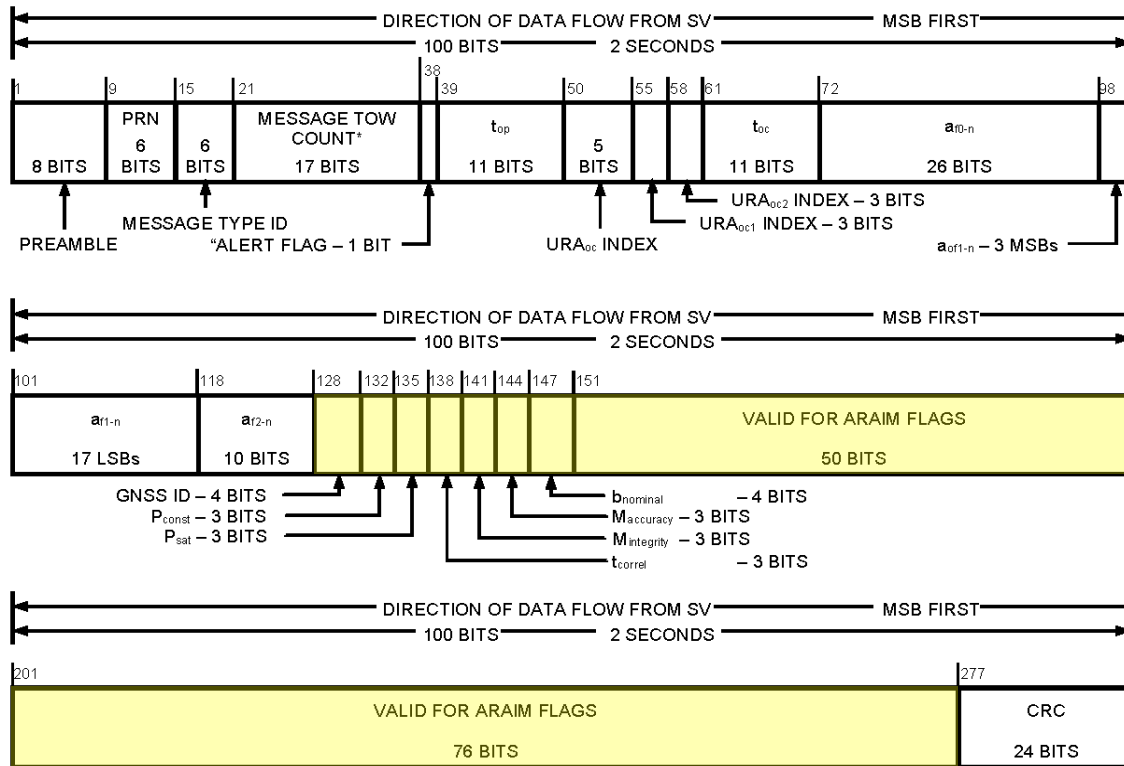 DIRECTION OF DATA FLOW FROM SV MSB FIRST
100 BITS 2 SECONDS
1 9 15 21 38 39 50 55 58 61 72 98
8 BITS
PRN
6
BITS
6
BITS
MESSAGE TOW
COUNT*
17 BITS
top
11 BITS
5
BITS
toc
11 BITS
af0-n
26 BITS
PREAMBLE
MESSAGE TYPE ID
“ALERT FLAG – 1 BIT
URAoc INDEX
URAoc1 INDEX – 3 BITS
URAoc2 INDEX – 3 BITS
aof1-n – 3 MSBs
DIRECTION OF DATA FLOW FROM SV MSB FIRST
100 BITS 2 SECONDS
101 118 128 132 135 138 141 144 147 151
af1-n
17 LSBs
af2-n
10 BITS
VALID FOR ARAIM FLAGS
50 BITS
GNSS ID – 4 BITS
Pconst – 3 BITS
Psat – 3 BITS
bnominal – 4 BITS
Maccuracy – 3 BITS
Mintegrity – 3 BITS
tcorrel – 3 BITS
DIRECTION OF DATA FLOW FROM SV MSB FIRST
100 BITS 2 SECONDS
201 277
VALID FOR ARAIM FLAGS
76 BITS
CRC
24 BITS